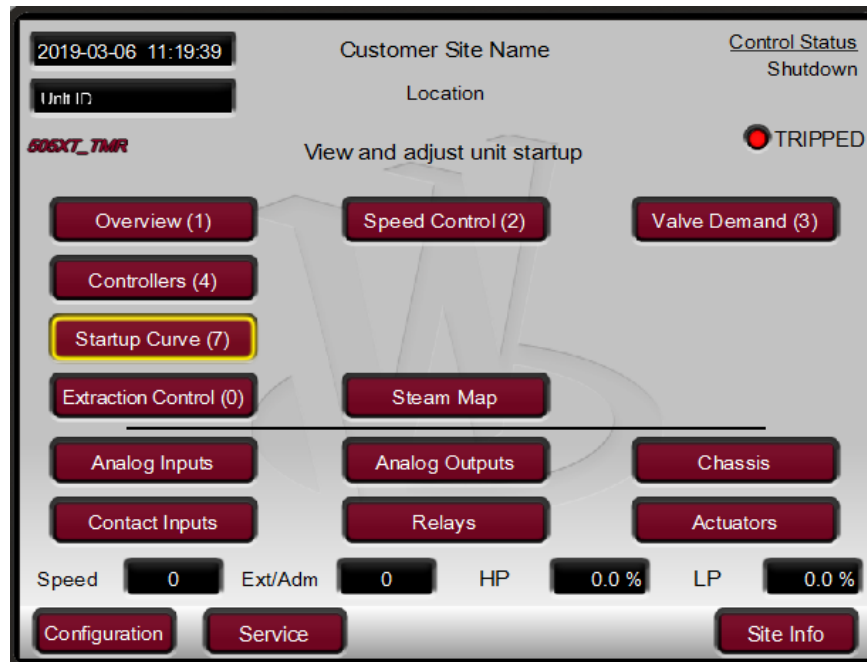 2019-03-06 11:19:39
Customer Site Name
Control Status
Shutdown
Unit ID
Location
505XT_TMR
View and adjust unit startup
TRIPPED
Overview (1)
Speed Control (2)
Valve Demand (3)
Controllers (4)
Startup Curve (7)
Extraction Control (0)
Steam Map
Analog Inputs
Analog Outputs
Chassis
Contact Inputs
Relays
Actuators
Speed 0 Ext/Adm 0 HP 0.0 % LP 0.0 %
Configuration
Service
Site Info